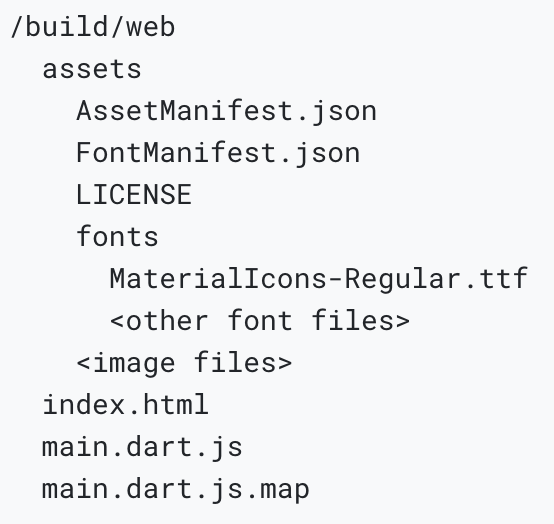 /build/web
  assets
    AssetManifest.json
    FontManifest.json
    LICENSE
    fonts
      MaterialIcons-Regular.ttf
      <other font files>
    <image files>
  index.html
  main.dart.js
  main.dart.js.map